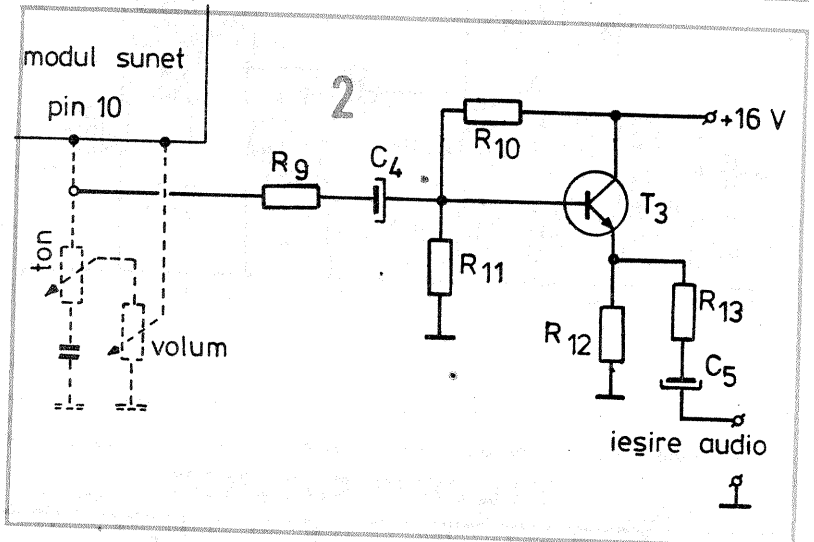 modul sunet
pin 10
2
R9
C4
R10
+16 V
T3
R11
ton
volum
R12
R13
C5
ieşire audio